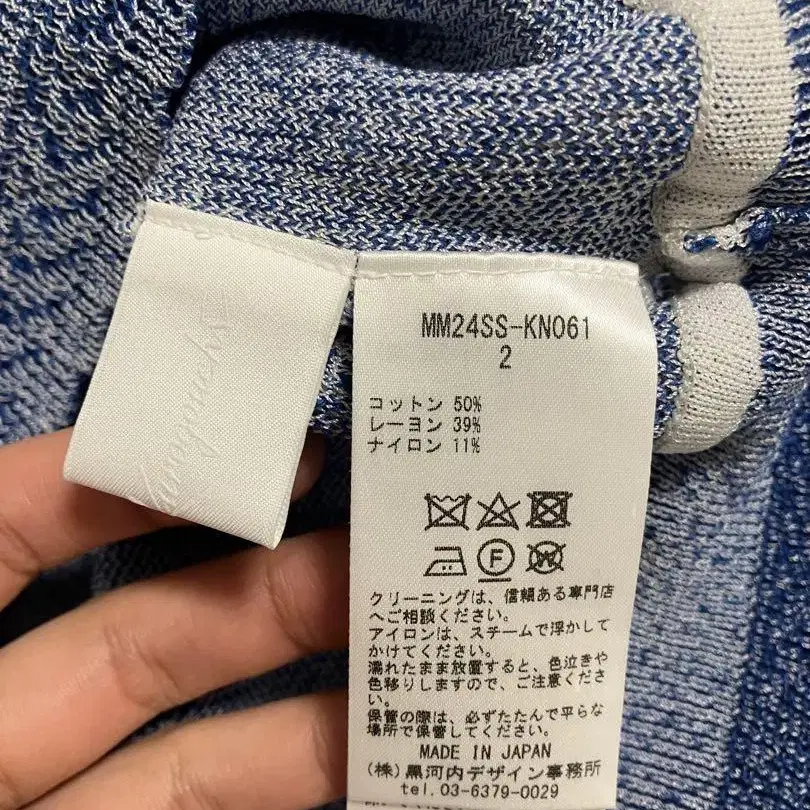 MM24SS-KN061
2
コットン 50%
レーヨン 39%
ナイロン 11%
F
W
クリーニングは、信頼ある専門店
へご相談ください。
アイロンは、スチームで浮かして
かけてください。
濡れたまま放置すると、色泣きや
色移りしますので、ご注意くださ
い。
保管の際は、必ずたたんで平らな
場所で保管してください。
MADE IN JAPAN
(株)黒河内デザイン事務所
tel.03-6379-0029